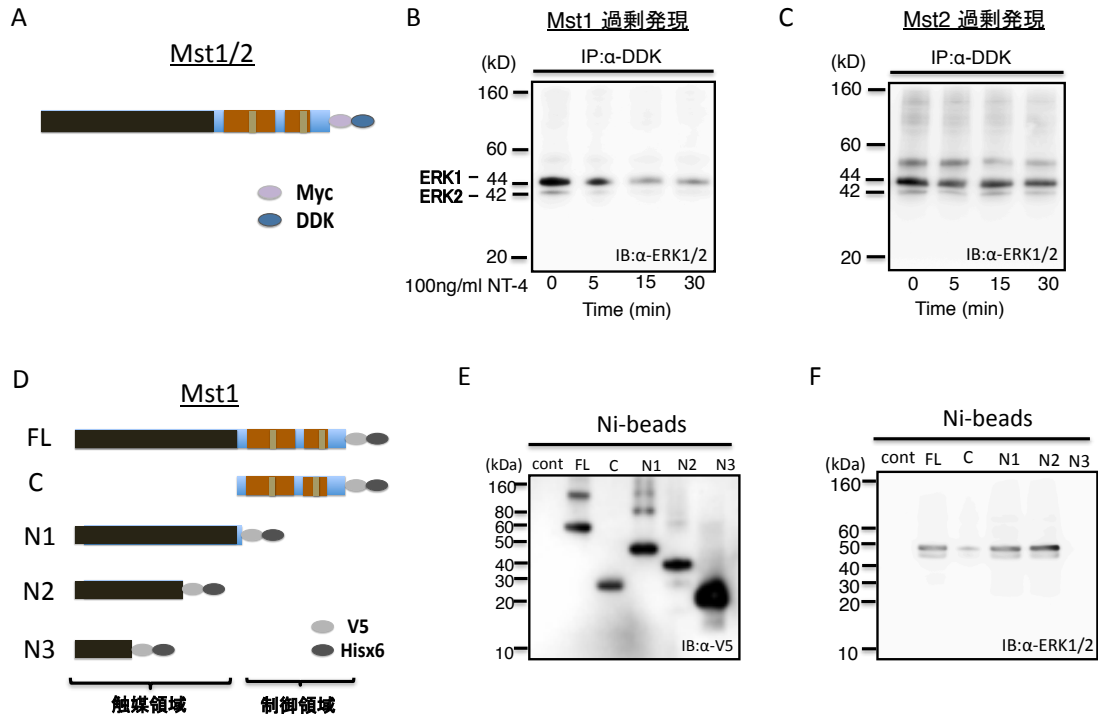 A
Mst1/2
Myc
DDK
B
Mst1 過剰発現
IP:α-DDK
(kD)
160
60
ERK1 - 44
ERK2 - 42
20
IB:α-ERK1/2
100ng/ml NT-4 0 5 15 30
Time (min)
C
Mst2 過剰発現
IP:α-DDK
(kD)
160
60
44
42
20
IB:α-ERK1/2
0 5 15 30
Time (min)
D
Mst1
FL
C
N1
N2
N3
V5
Hisx6
触媒領域 制御領域
E
Ni-beads
(kDa) cont FL C N1 N2 N3
160
80
60
50
40
30
20
10
IB:α-V5
F
Ni-beads
(kDa) cont FL C N1 N2 N3
160
60
50
40
30
20
10
IB:α-ERK1/2